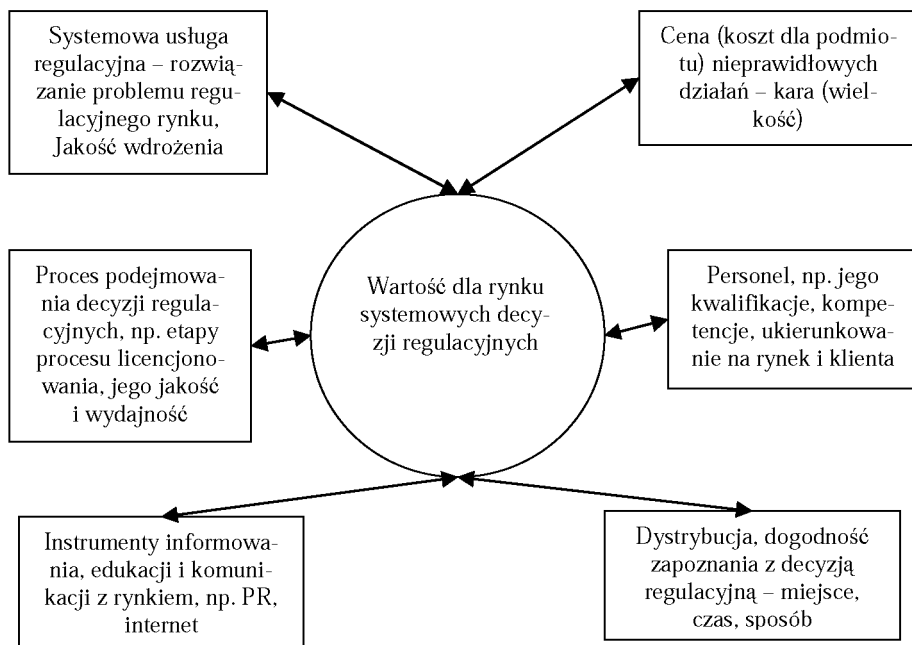 Systemowa usługa
regulacyjna – rozwią-
zanie problemu regu-
lacyjnego rynku,
Jakość wdrożenia
Cena (koszt dla podmio-
tu) nieprawidłowych
działań – kara (wiel-
kość)
Proces podejmowa-
nia decyzji regula-
cyjnych, np. etapy
procesu licencjono-
wania, jego jakość
i wydajność
Wartość dla rynku
systemowych decy-
zji regulacyjnych
Personel, np. jego
kwalifikacje, kompe-
tencje, ukierunkowa-
nie na rynek i klienta
Instrumenty informowa-
nia, edukacji i komuni-
kacji z rynkiem, np. PR,
internet
Dystrybucja, dogodność
zapoznania z decyzją
regulacyjną – miejsce,
czas, sposób